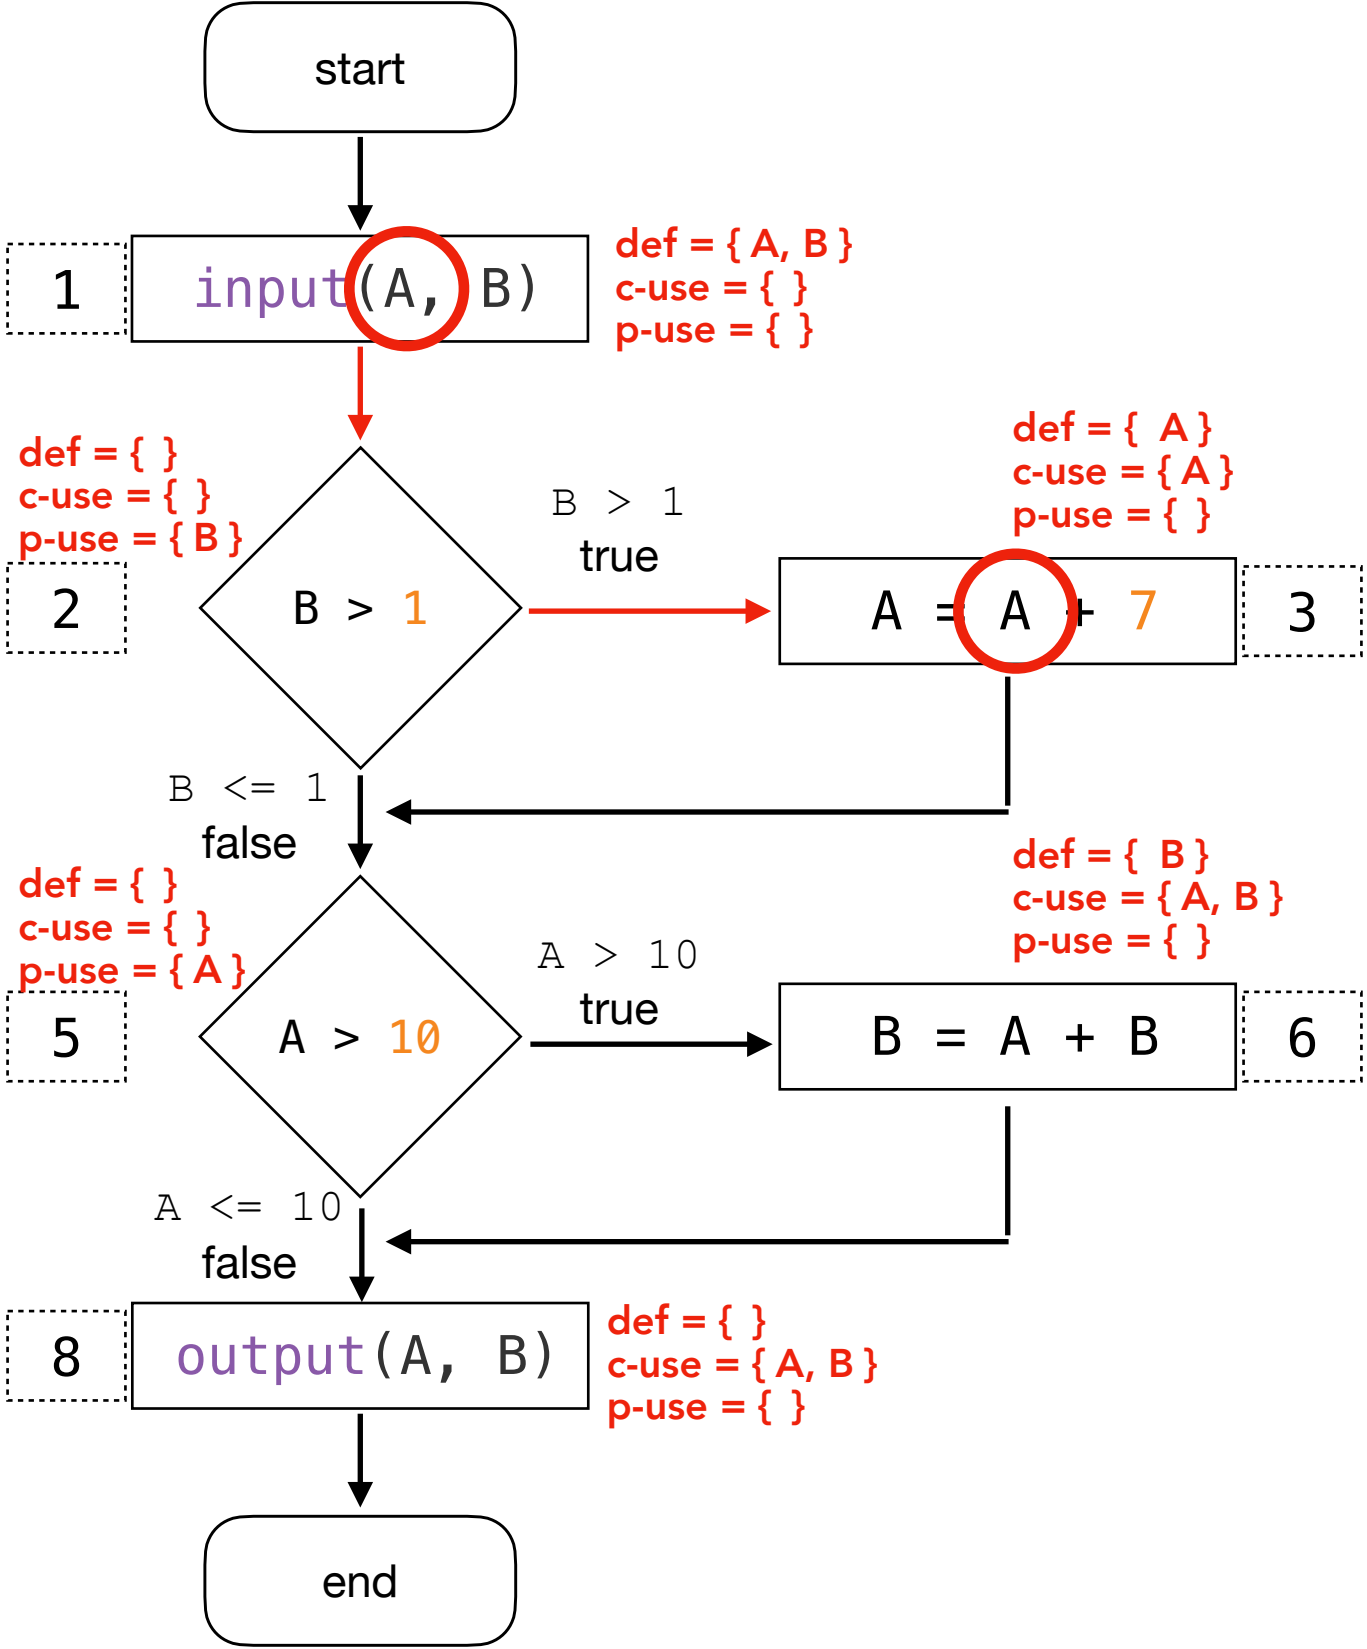 start
1
input(A, B)
def = { A, B }
c-use = { }
p-use = { }
def = { }
c-use = { }
p-use = { B }
2
B > 1
B > 1
true
def = { A }
c-use = { A }
p-use = { }
A = A + 7
3
B <= 1
false
def = { }
c-use = { }
p-use = { A }
5
A > 10
A > 10
true
def = { B }
c-use = { A, B }
p-use = { }
B = A + B
6
A <= 10
false
8
output(A, B)
def = { }
c-use = { A, B }
p-use = { }
end